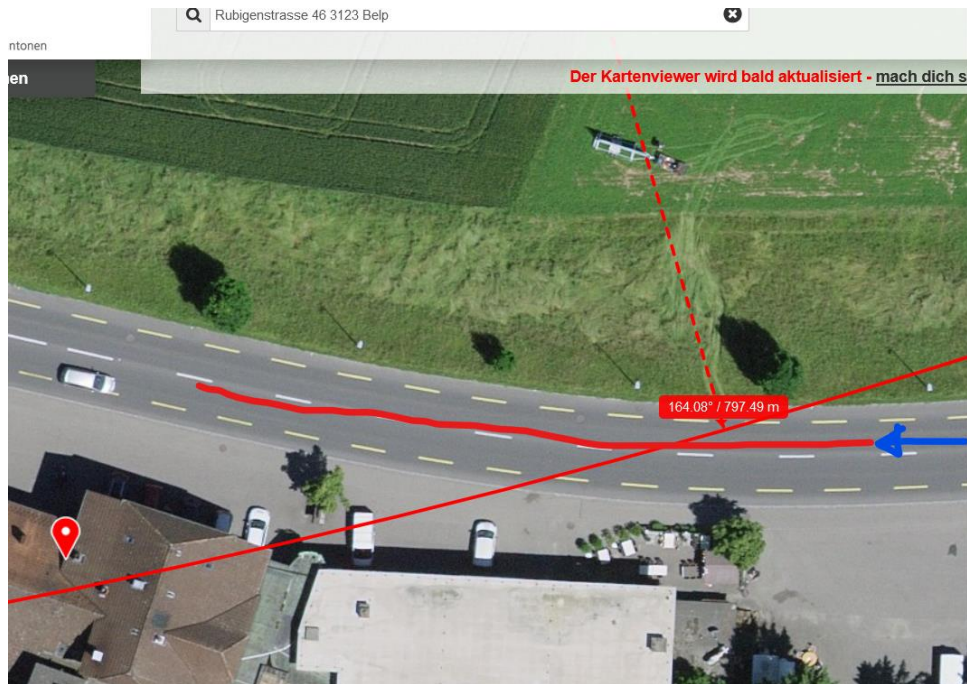 Rubigenstrasse 46 3123 Belp
ntonen
en
Der Kartenviewer wird bald aktualisiert - mach dich s
164.08° / 797.49 m